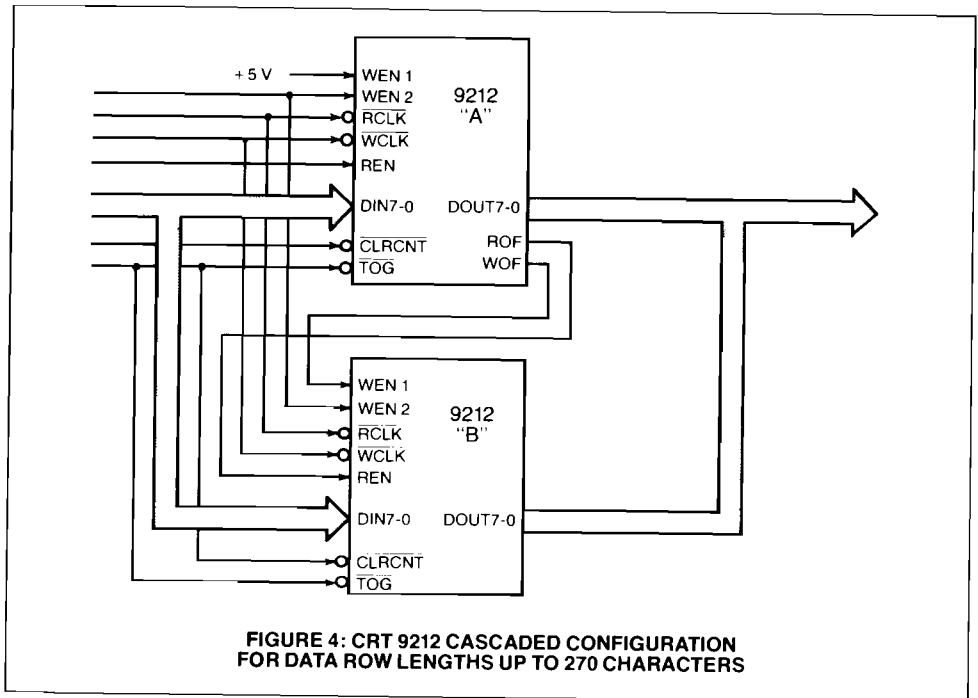 +5 V
WEN 1
WEN 2
RCLK
WCLK
REN
DIN7-0
CLRCNT
TOG
9212
"A"
DOUT7-0
ROF
WOF
WEN 1
WEN 2
RCLK
WCLK
REN
DIN7-0
CLRCNT
TOG
9212
"B"
DOUT7-0
FIGURE 4: CRT 9212 CASCADED CONFIGURATION
FOR DATA ROW LENGTHS UP TO 270 CHARACTERS